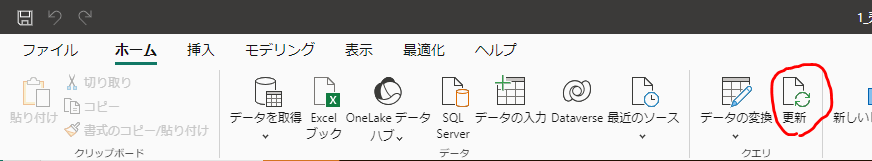 1_
ファイル ホーム 挿入 モデリング 表示 最適化 ヘルプ
貼り付け
切り取り
コピー
書式のコピー/貼り付け
クリップボード
データを取得
Excel
ブック
OneLake データ
ハブ
SQL
Server
データの入力
Dataverse
最近のソース
データ
データの変換
更新
クエリ
新しい